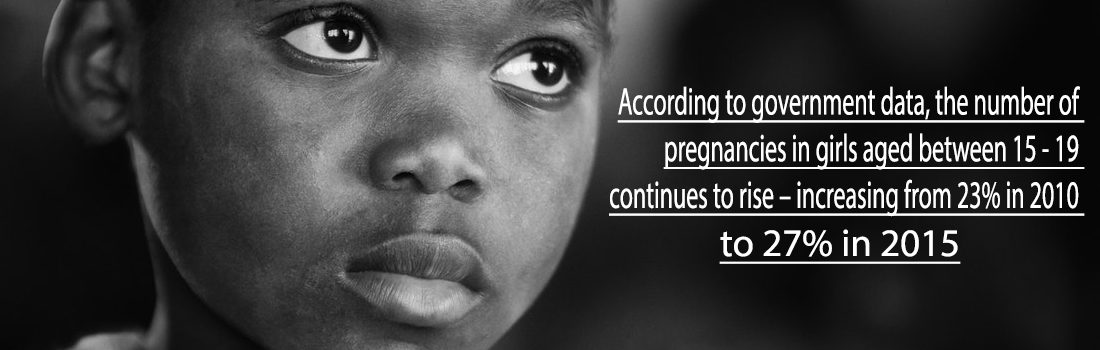 According to government data, the number of
pregnancies in girls aged between 15 - 19
continues to rise – increasing from 23% in 2010
to 27% in 2015